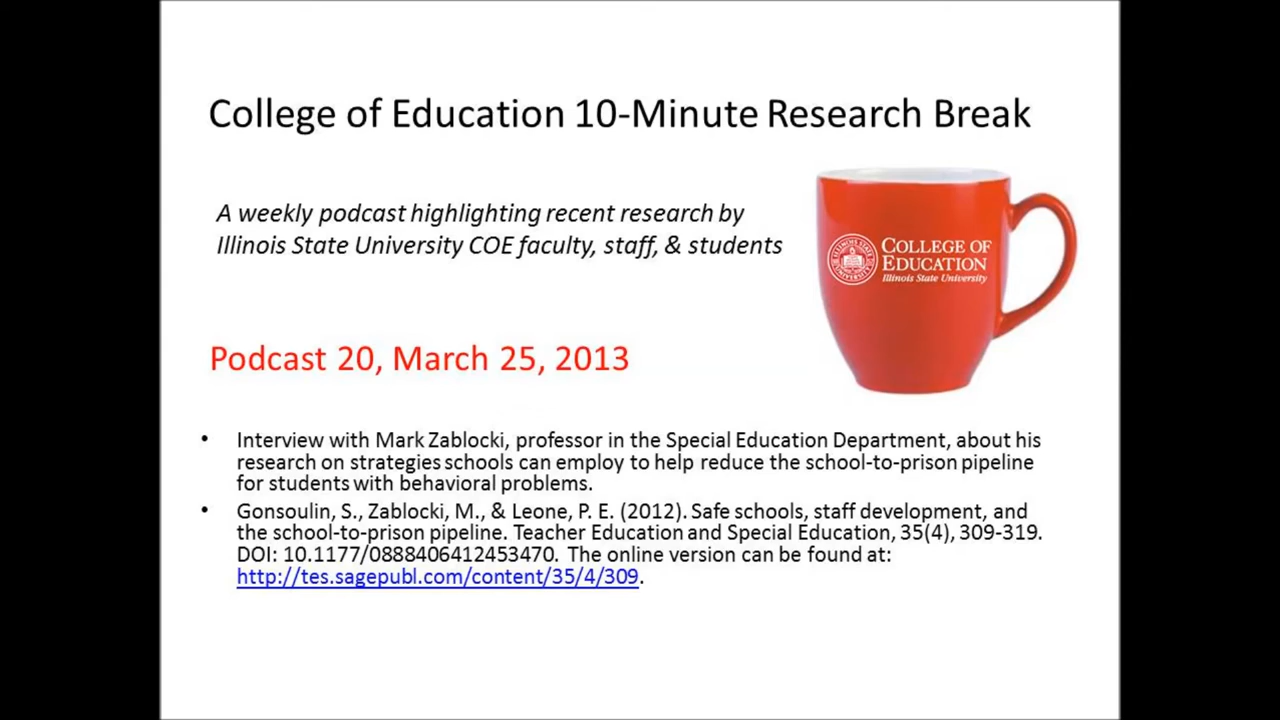 College of Education 10-Minute Research Break
A weekly podcast highlighting recent research by
Illinois State University COE faculty, staff, & students
COLLEGE OF
EDUCATION
Illinois State University
Podcast 20, March 25, 2013
• Interview with Mark Zablocki, professor in the Special Education Department, about his
research on strategies schools can employ to help reduce the school-to-prison pipeline
for students with behavioral problems.
• Gonsoulin, S., Zablocki, M., & Leone, P. E. (2012). Safe schools, staff development, and
the school-to-prison pipeline. Teacher Education and Special Education, 35(4), 309-319.
DOI: 10.1177/0888406412453470. The online version can be found at:
http://tes.sagepubl.com/content/35/4/309.